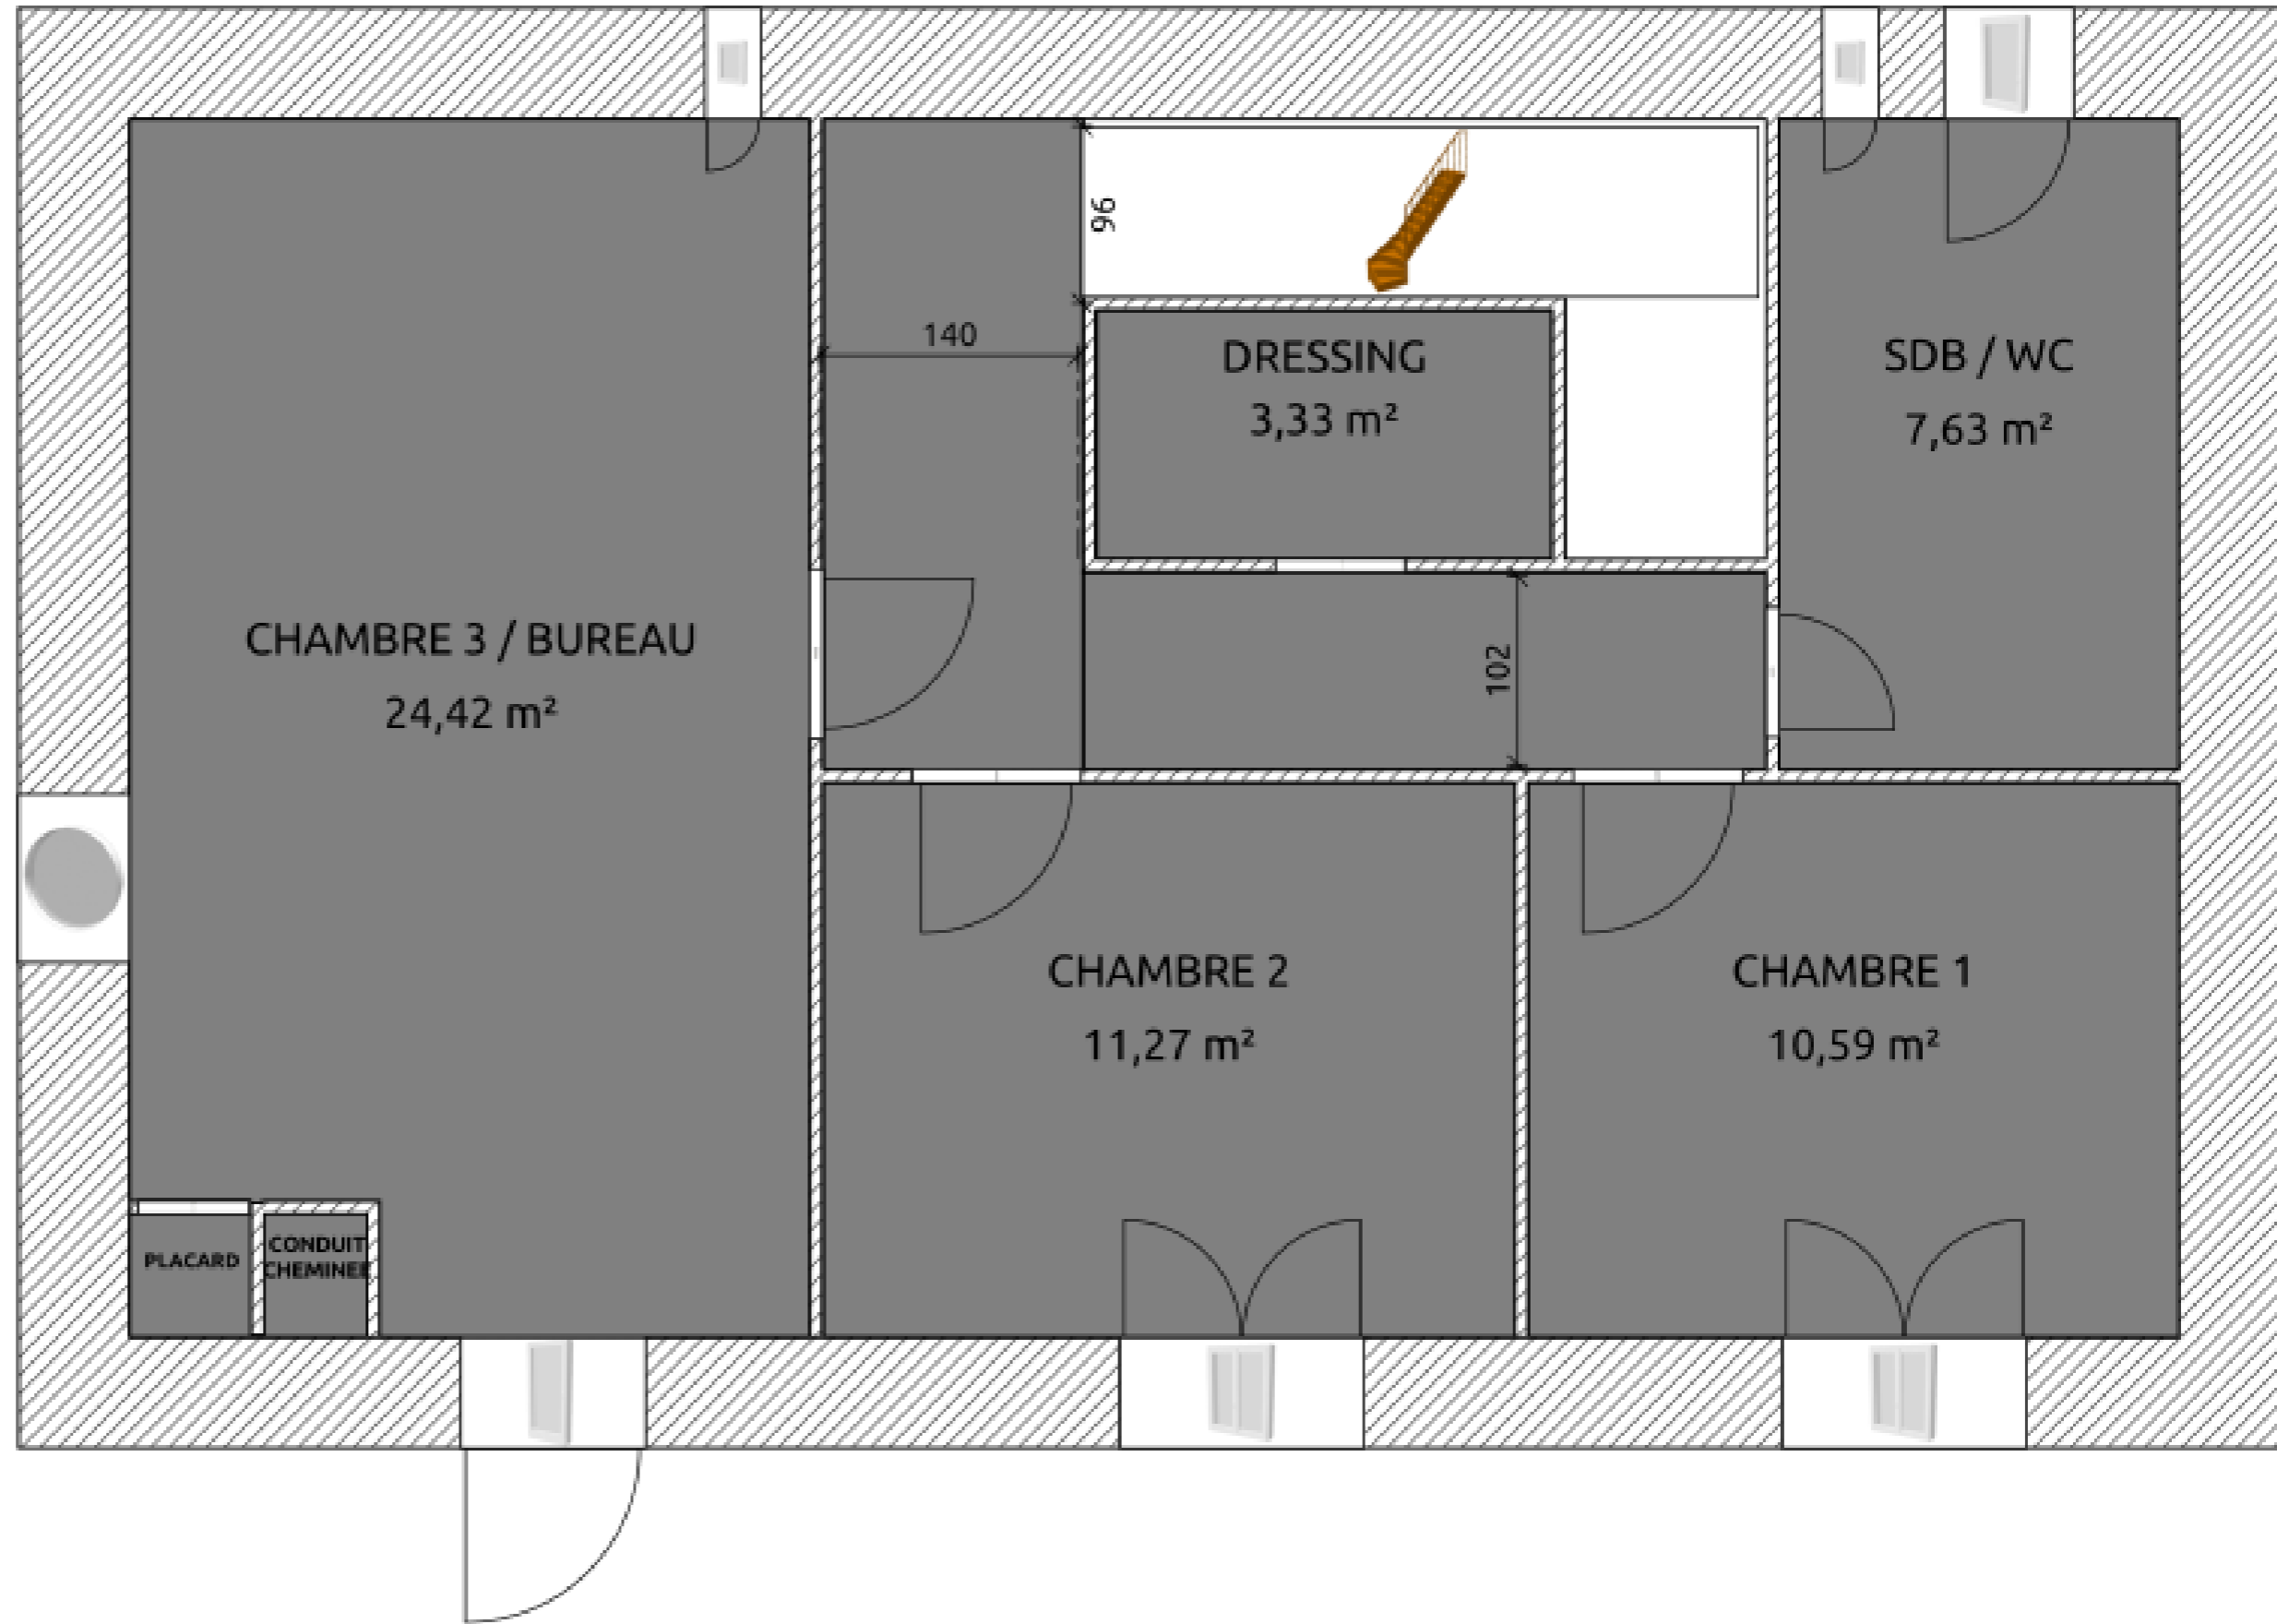 96
140
DRESSING
3,33 m²
SDB / WC
7,63 m²
CHAMBRE 3 / BUREAU
24,42 m²
102
CHAMBRE 2
11,27 m²
CHAMBRE 1
10,59 m²
PLACARD
CONDUIT
CHEMINEE